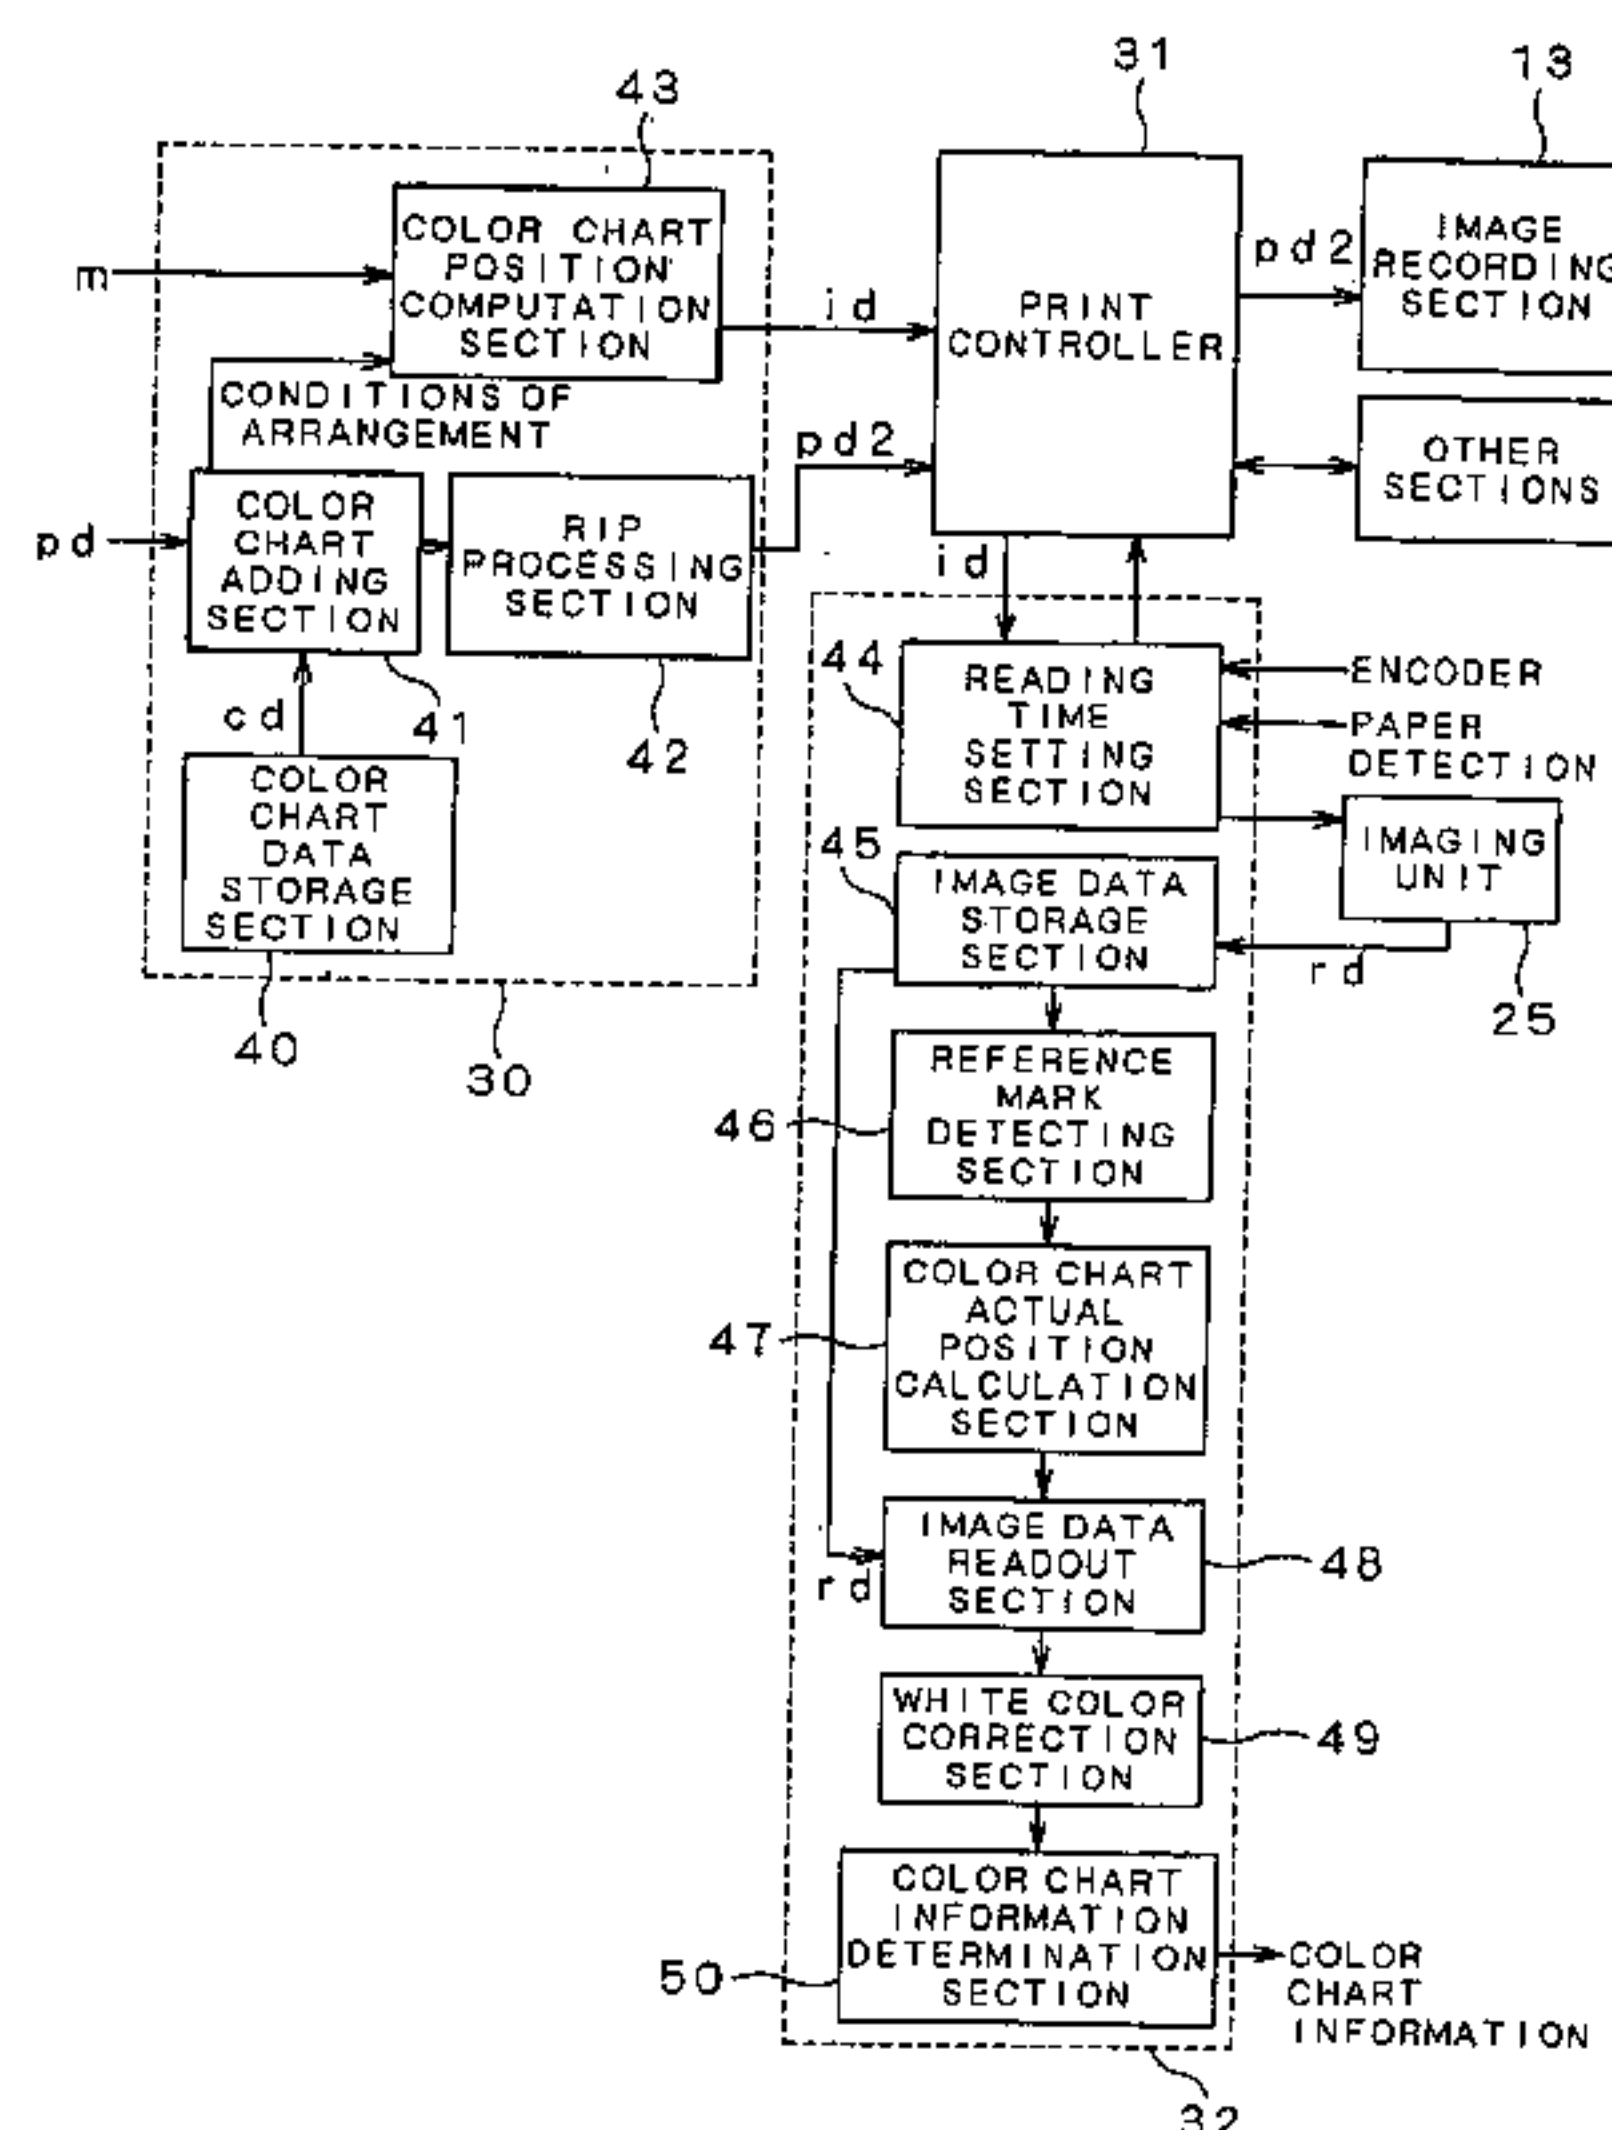 43
31
13
COLOR CHART
POSITION
COMPUTATION
SECTION
m
id
PRINT
CONTROLLER
pd2
IMAGE
RECORDING
SECTION
CONDITIONS OF
ARRANGEMENT
pd2
OTHER
SECTIONS
pd
COLOR
CHART
ADDING
SECTION
RIP
PROCESSING
SECTION
id
cd
41
42
44
READING
TIME
SETTING
SECTION
ENCODER
PAPER
DETECTION
COLOR
CHART
DATA
STORAGE
SECTION
45
IMAGE DATA
STORAGE
SECTION
IMAGING
UNIT
rd
25
40
30
46
REFERENCE
MARK
DETECTING
SECTION
47
COLOR CHART
ACTUAL
POSITION
CALCULATION
SECTION
rd
IMAGE DATA
READOUT
SECTION
48
WHITE COLOR
CORRECTION
SECTION
49
50
COLOR CHART
INFORMATION
DETERMINATION
SECTION
COLOR
CHART
INFORMATION
32